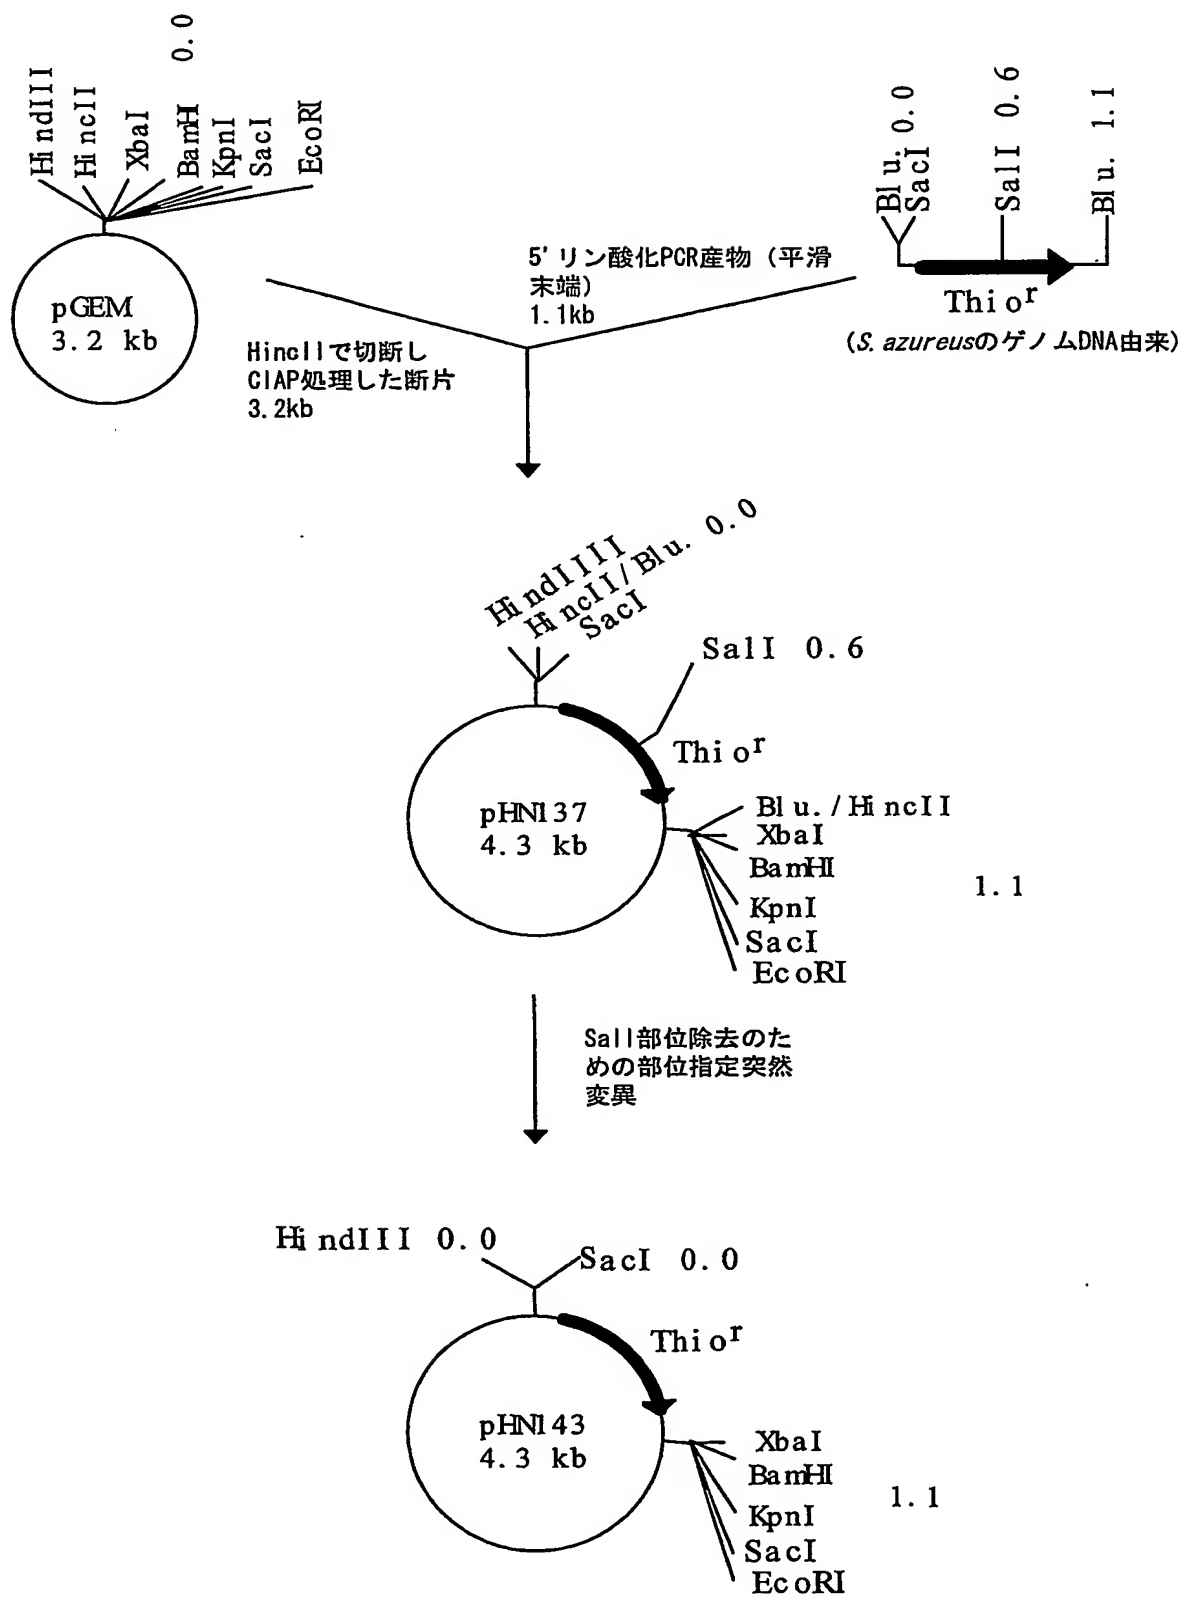 HindIII
HincII
XbaI
BamHI
0.0
KpnI
SacI
EcoRI
pGEM
3.2 kb
Blu. 0.0
SacI
SalI 0.6
Blu. 1.1
Thioʳ
(S. azureusのゲノムDNA由来)
5'リン酸化PCR産物（平滑
末端）
1.1kb
HincIIで切断し
CIAP処理した断片
3.2kb
HindIIII
HincII/Blu. 0.0
SacI
SalI 0.6
Thioʳ
pHN137
4.3 kb
Blu./HincII
XbaI
BamHI
KpnI
SacI
EcoRI
1.1
SalI部位除去のた
めの部位指定突然
変異
HindIII 0.0
SacI 0.0
Thioʳ
pHN143
4.3 kb
XbaI
BamHI
KpnI
SacI
EcoRI
1.1